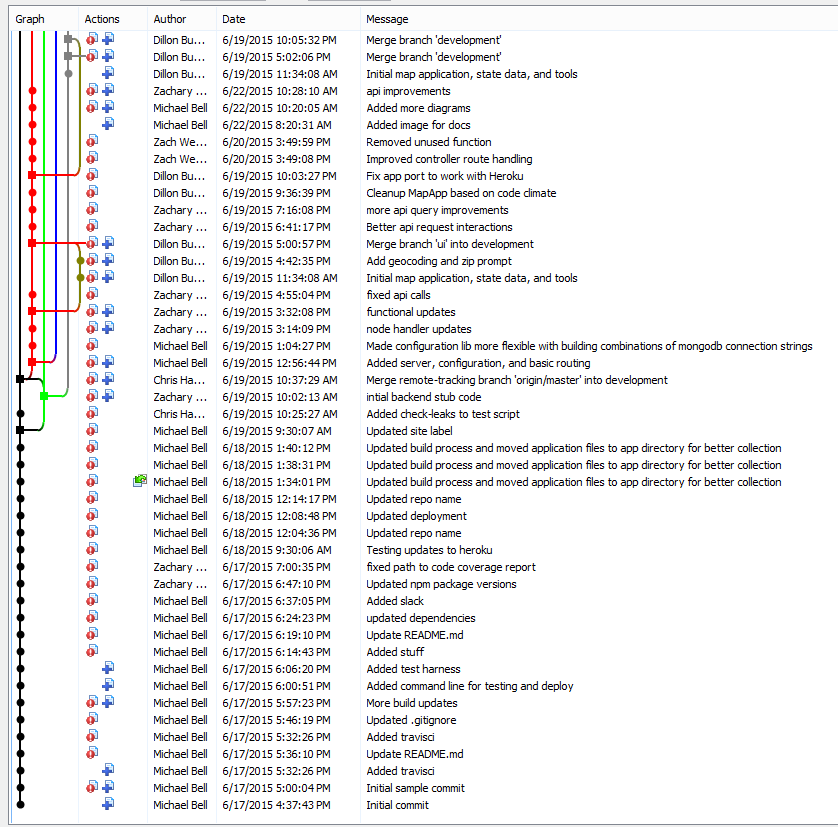 Graph Actions Author Date Message
Dillon Bu... 6/19/2015 10:05:32 PM Merge branch 'development'
Dillon Bu... 6/19/2015 5:02:06 PM Merge branch 'development'
Dillon Bu... 6/19/2015 11:34:08 AM Initial map application, state data, and tools
Zachary ... 6/22/2015 10:28:10 AM api improvements
Michael Bell 6/22/2015 10:20:05 AM Added more diagrams
Michael Bell 6/22/2015 8:20:31 AM Added image for docs
Zach We... 6/20/2015 3:49:59 PM Removed unused function
Zach We... 6/20/2015 3:49:08 PM Improved controller route handling
Dillon Bu... 6/19/2015 10:03:27 PM Fix app port to work with Heroku
Dillon Bu... 6/19/2015 9:36:39 PM Cleanup MapApp based on code climate
Zachary ... 6/19/2015 7:16:08 PM more api query improvements
Zachary ... 6/19/2015 6:41:17 PM Better api request interactions
Dillon Bu... 6/19/2015 5:00:57 PM Merge branch 'ui' into development
Dillon Bu... 6/19/2015 4:42:35 PM Add geocoding and zip prompt
Dillon Bu... 6/19/2015 11:34:08 AM Initial map application, state data, and tools
Zachary ... 6/19/2015 4:55:04 PM fixed api calls
Zachary ... 6/19/2015 3:32:08 PM functional updates
Zachary ... 6/19/2015 3:14:09 PM node handler updates
Michael Bell 6/19/2015 1:04:27 PM Made configuration lib more flexible with building combinations of mongodb connection strings
Michael Bell 6/19/2015 12:56:44 PM Added server, configuration, and basic routing
Chris Ha... 6/19/2015 10:37:29 AM Merge remote-tracking branch 'origin/master' into development
Zachary ... 6/19/2015 10:02:13 AM intial backend stub code
Chris Ha... 6/19/2015 10:25:27 AM Added check-leaks to test script
Michael Bell 6/19/2015 9:30:07 AM Updated site label
Michael Bell 6/18/2015 1:40:12 PM Updated build process and moved application files to app directory for better collection
Michael Bell 6/18/2015 1:38:31 PM Updated build process and moved application files to app directory for better collection
Michael Bell 6/18/2015 1:34:01 PM Updated build process and moved application files to app directory for better collection
Michael Bell 6/18/2015 12:14:17 PM Updated repo name
Michael Bell 6/18/2015 12:08:48 PM Updated deployment
Michael Bell 6/18/2015 12:04:36 PM Updated repo name
Michael Bell 6/18/2015 9:30:06 AM Testing updates to heroku
Zachary ... 6/17/2015 7:00:35 PM fixed path to code coverage report
Zachary ... 6/17/2015 6:47:10 PM Updated npm package versions
Michael Bell 6/17/2015 6:37:05 PM Added slack
Michael Bell 6/17/2015 6:24:23 PM updated dependencies
Michael Bell 6/17/2015 6:19:10 PM Update README.md
Michael Bell 6/17/2015 6:14:43 PM Added stuff
Michael Bell 6/17/2015 6:06:20 PM Added test harness
Michael Bell 6/17/2015 6:00:51 PM Added command line for testing and deploy
Michael Bell 6/17/2015 5:57:23 PM More build updates
Michael Bell 6/17/2015 5:46:19 PM Updated .gitignore
Michael Bell 6/17/2015 5:32:26 PM Added travisci
Michael Bell 6/17/2015 5:36:10 PM Update README.md
Michael Bell 6/17/2015 5:32:26 PM Added travisci
Michael Bell 6/17/2015 5:00:04 PM Initial sample commit
Michael Bell 6/17/2015 4:37:43 PM Initial commit